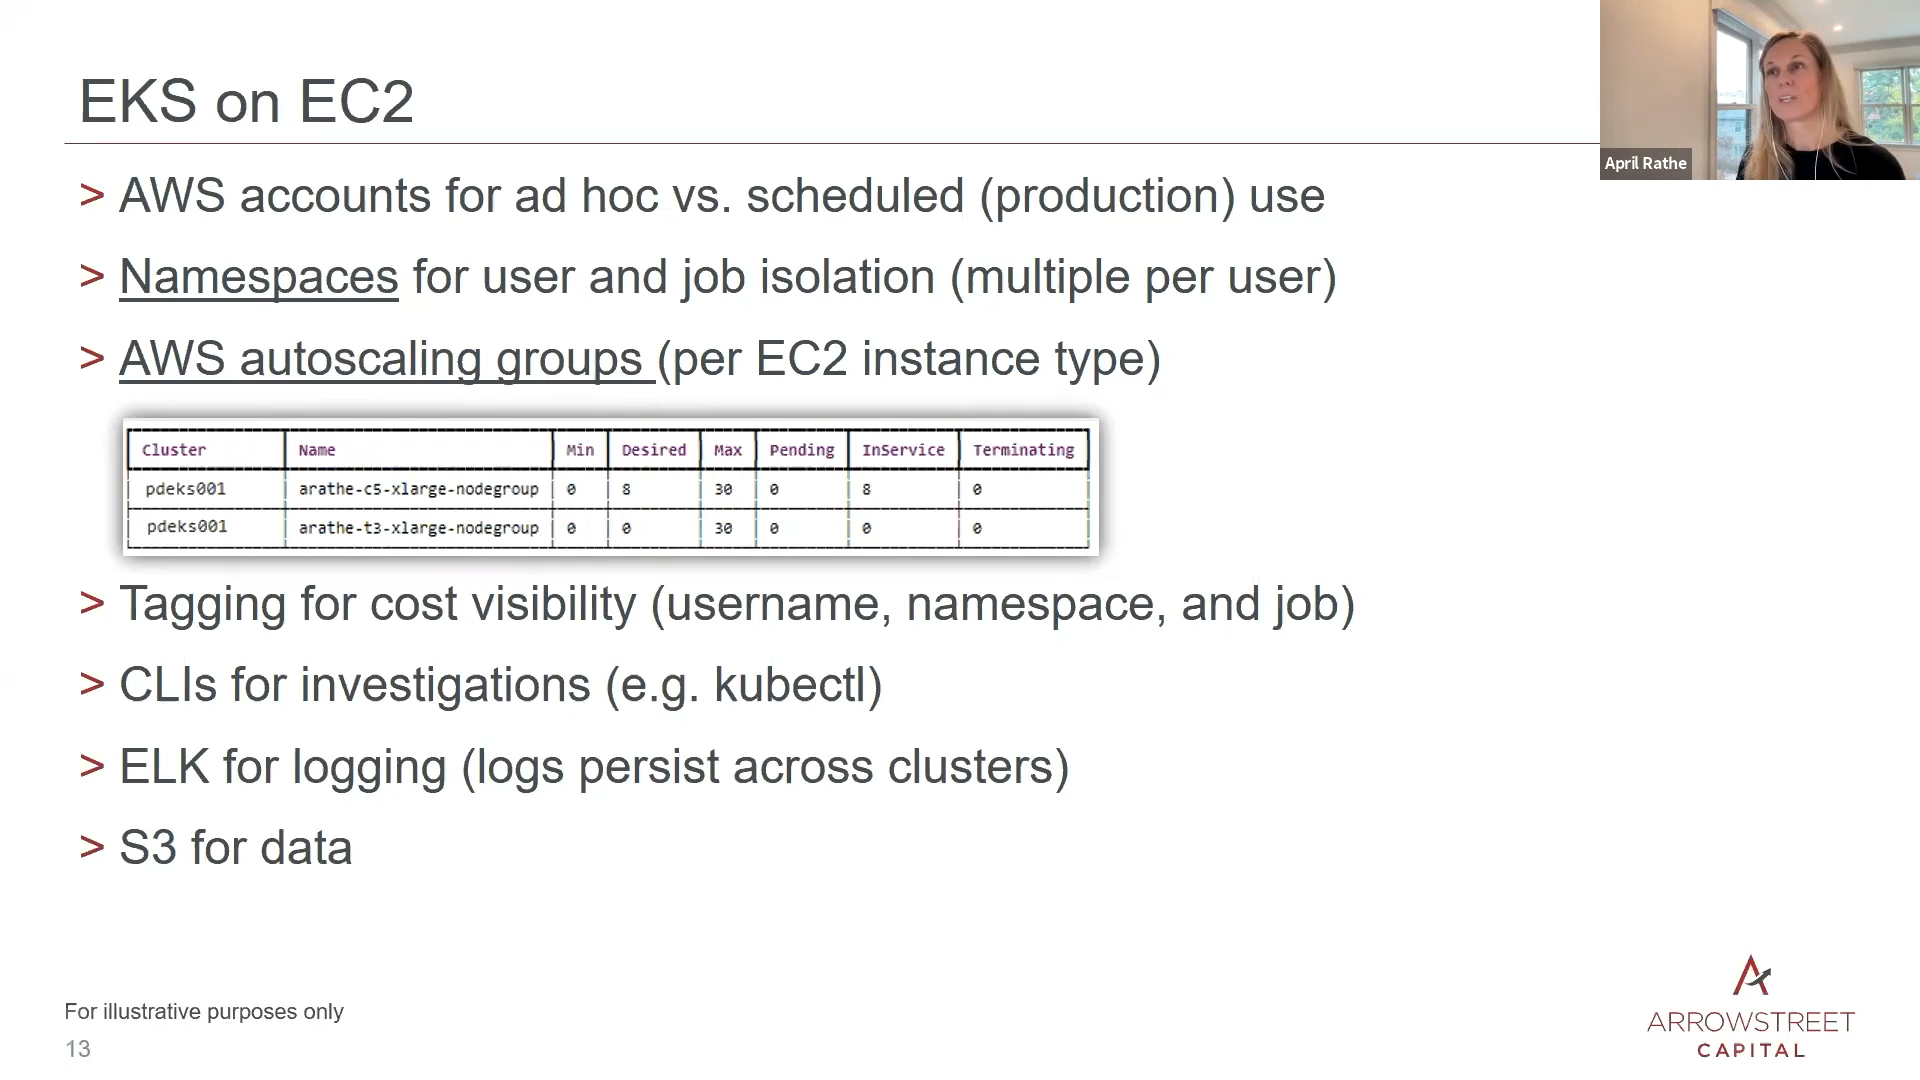 EKS on EC2
April Rathe
> AWS accounts for ad hoc vs. scheduled (production) use
> Namespaces for user and job isolation (multiple per user)
> AWS autoscaling groups (per EC2 instance type)
Cluster Name Min Desired Max Pending InService Terminating
pdeks001 arathe-c5-xlarge-nodegroup 0 8 30 0 8 0
pdeks001 arathe-t3-xlarge-nodegroup 0 0 30 0 0 0
> Tagging for cost visibility (username, namespace, and job)
> CLIs for investigations (e.g. kubectl)
> ELK for logging (logs persist across clusters)
> S3 for data
For illustrative purposes only
13
ARROWSTREET
CAPITAL